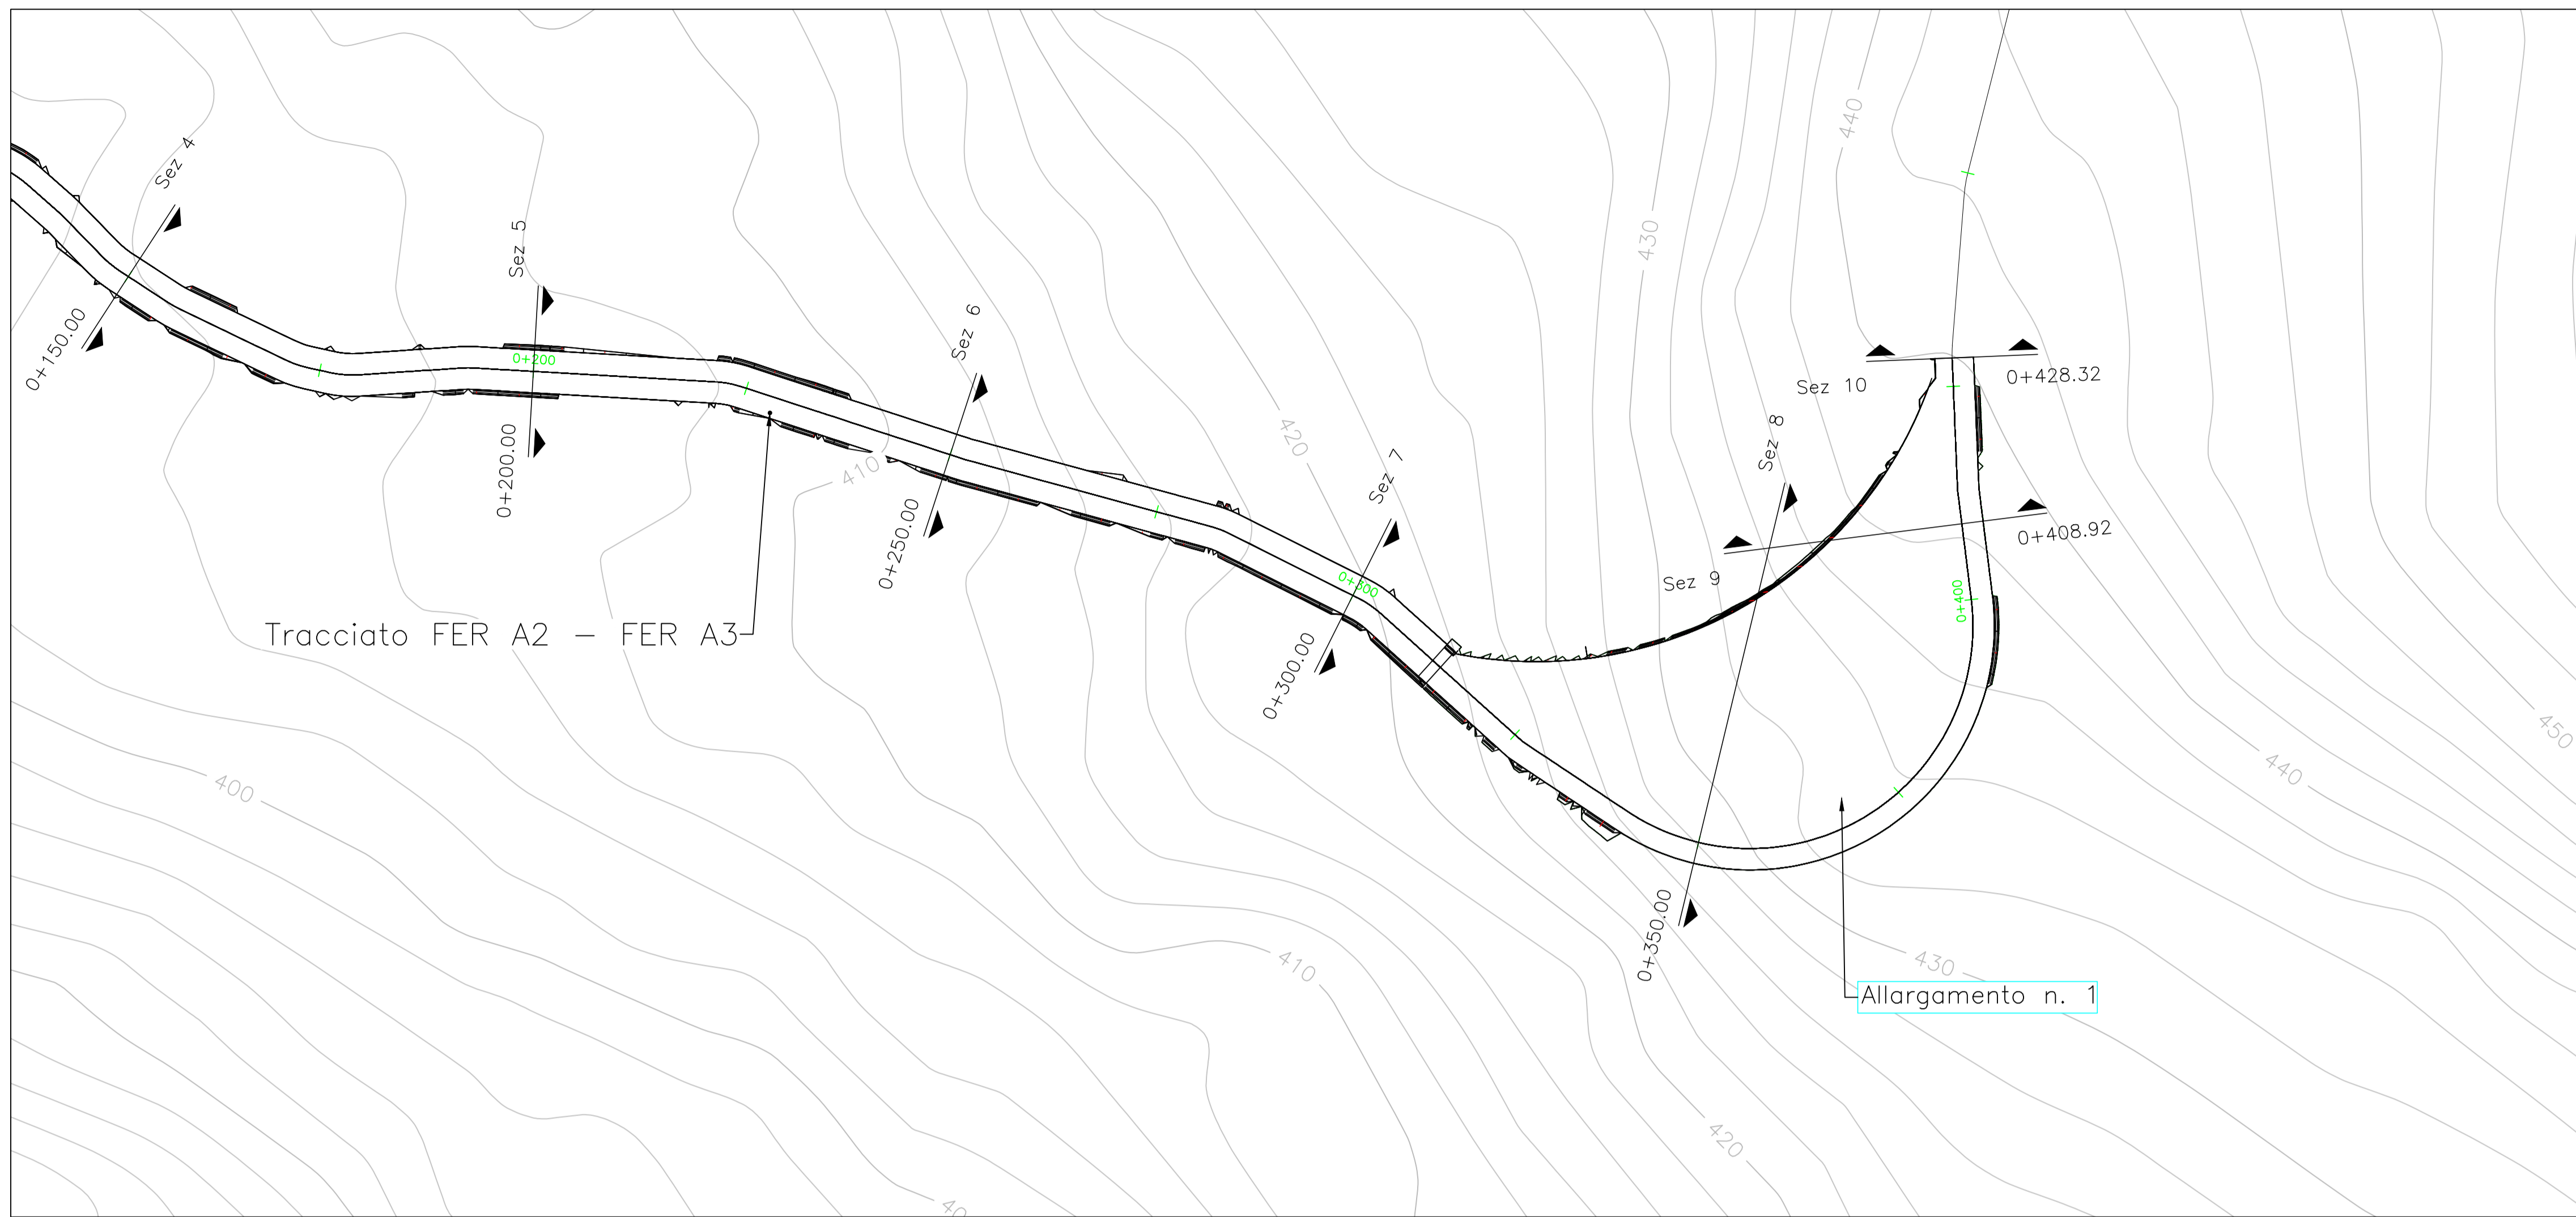 Sez 4
0+150.00
Sez 5
0+200
0+200.00
Sez 6
0+250.00
Sez 7
0+300
0+300.00
Sez 8
0+350.00
Sez 9
0+408.92
Sez 10
0+428.32
0+400
Tracciato FER A2 – FER A3
Allargamento n. 1
440
430
420
410
400
410
420
430
440
450
40